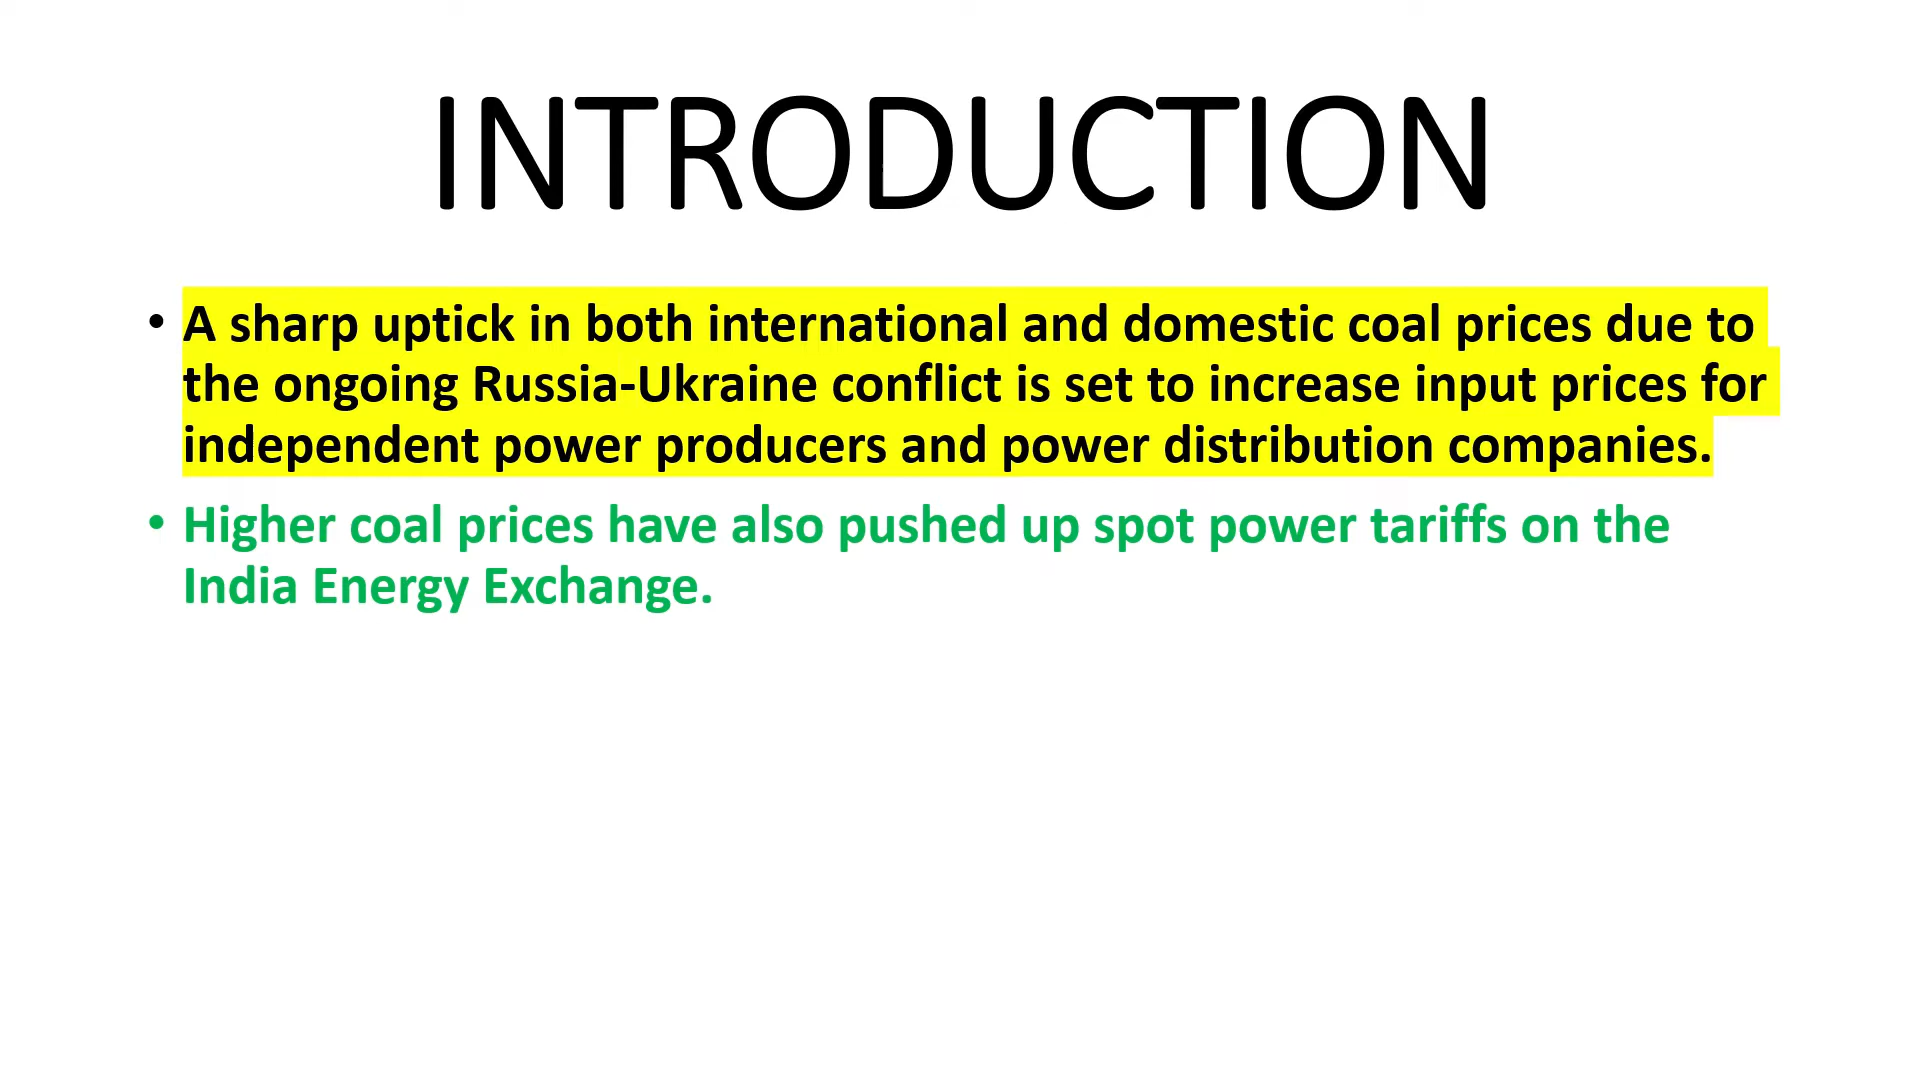 INTRODUCTION
• A sharp uptick in both international and domestic coal prices due to
the ongoing Russia-Ukraine conflict is set to increase input prices for
independent power producers and power distribution companies.
• Higher coal prices have also pushed up spot power tariffs on the
India Energy Exchange.